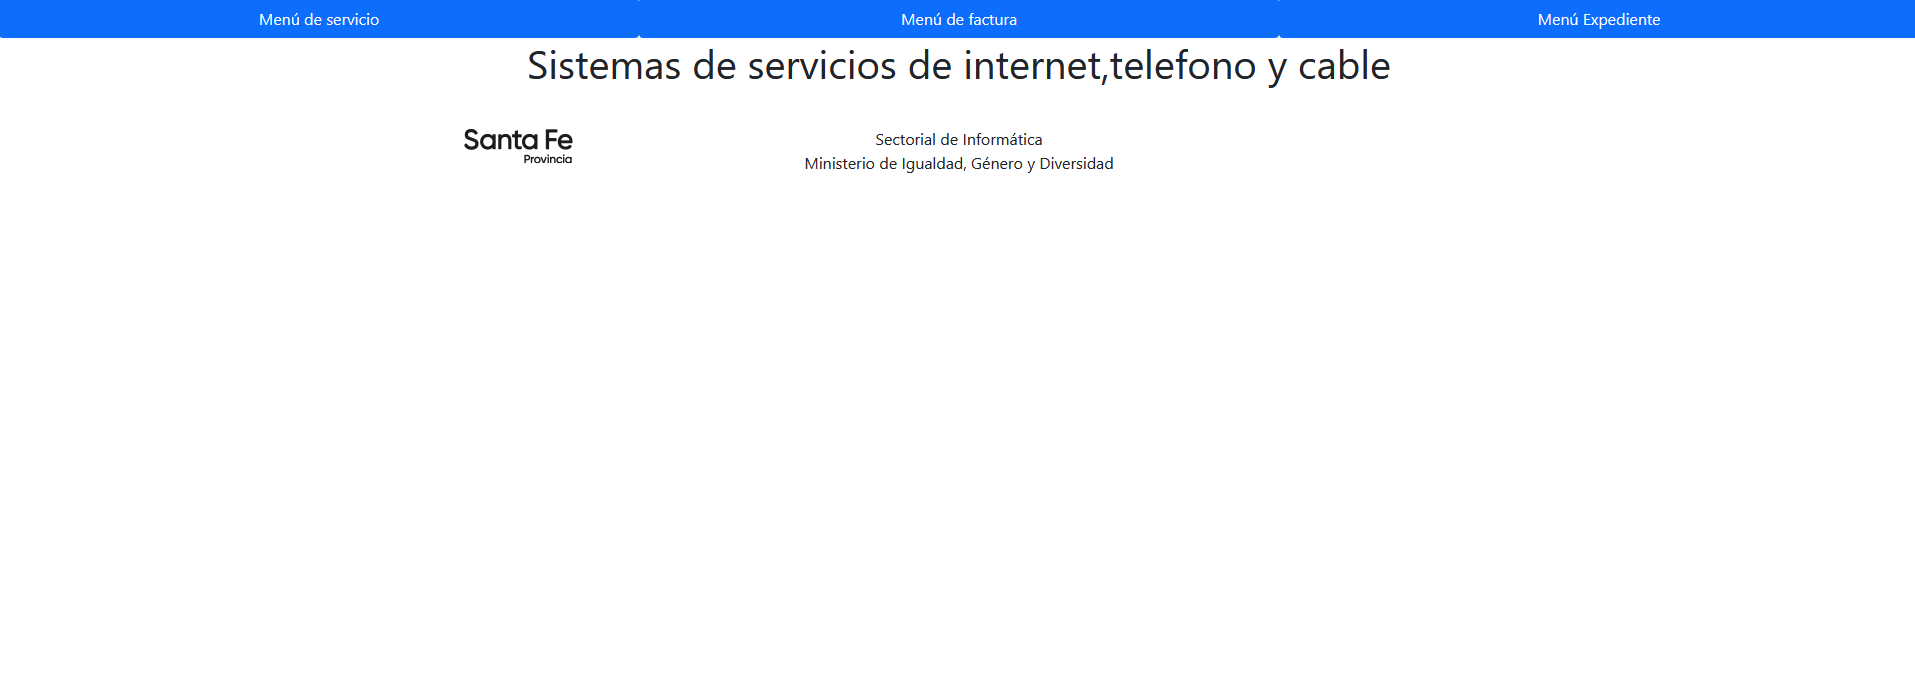 Menú de servicio
Menú de factura
Menú Expediente
Sistemas de servicios de internet,telefono y cable
Santa Fe
Provincia
Sectorial de Informática
Ministerio de Igualdad, Género y Diversidad